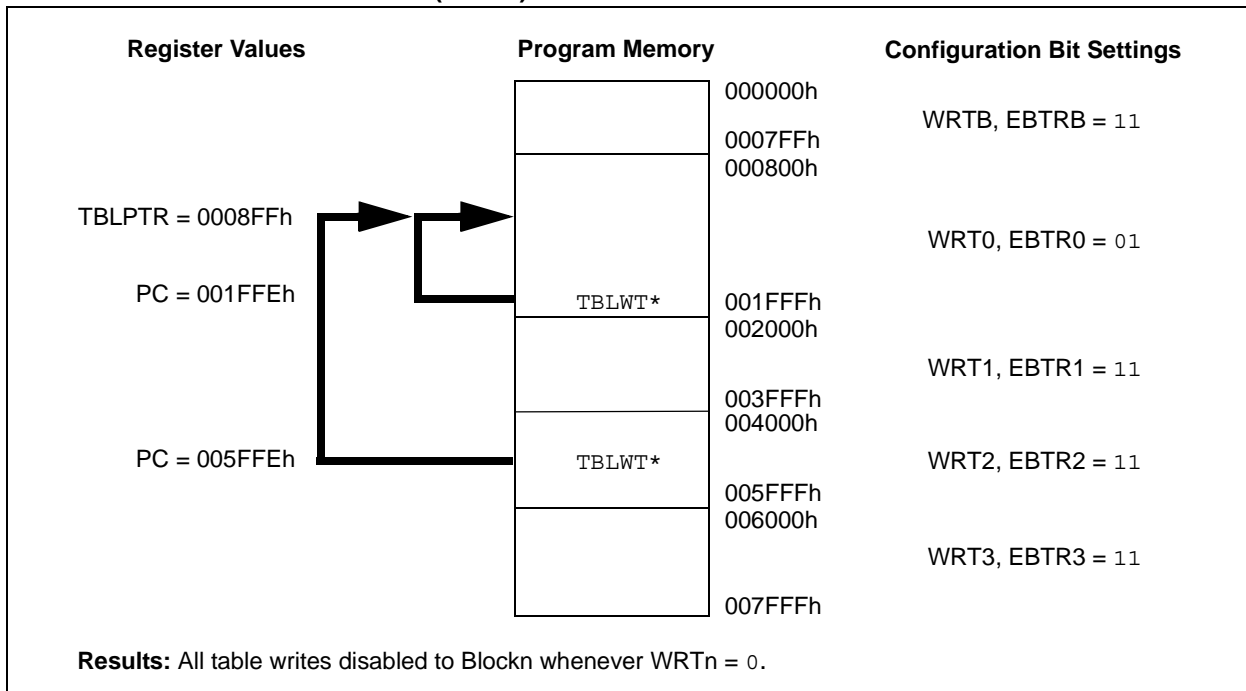 Register Values Program Memory Configuration Bit Settings
000000h
WRTB, EBTRB = 11
0007FFh
000800h
TBLPTR = 0008FFh
WRT0, EBTR0 = 01
PC = 001FFEh
TBLWT* 001FFFh
002000h
WRT1, EBTR1 = 11
003FFFh
004000h
PC = 005FFEh TBLWT* WRT2, EBTR2 = 11
005FFFh
006000h
WRT3, EBTR3 = 11
007FFFh
Results: All table writes disabled to Blockn whenever WRTn = 0.